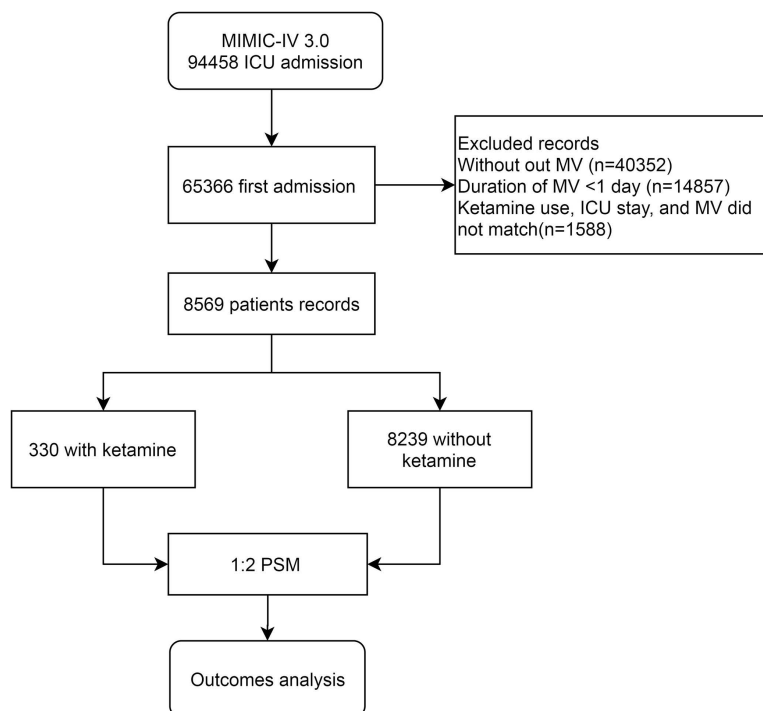 MIMIC-IV 3.0
94458 ICU admission
65366 first admission
Excluded records
Without out MV (n=40352)
Duration of MV <1 day (n=14857)
Ketamine use, ICU stay, and MV did
not match(n=1588)
8569 patients records
330 with ketamine
8239 without
ketamine
1:2 PSM
Outcomes analysis